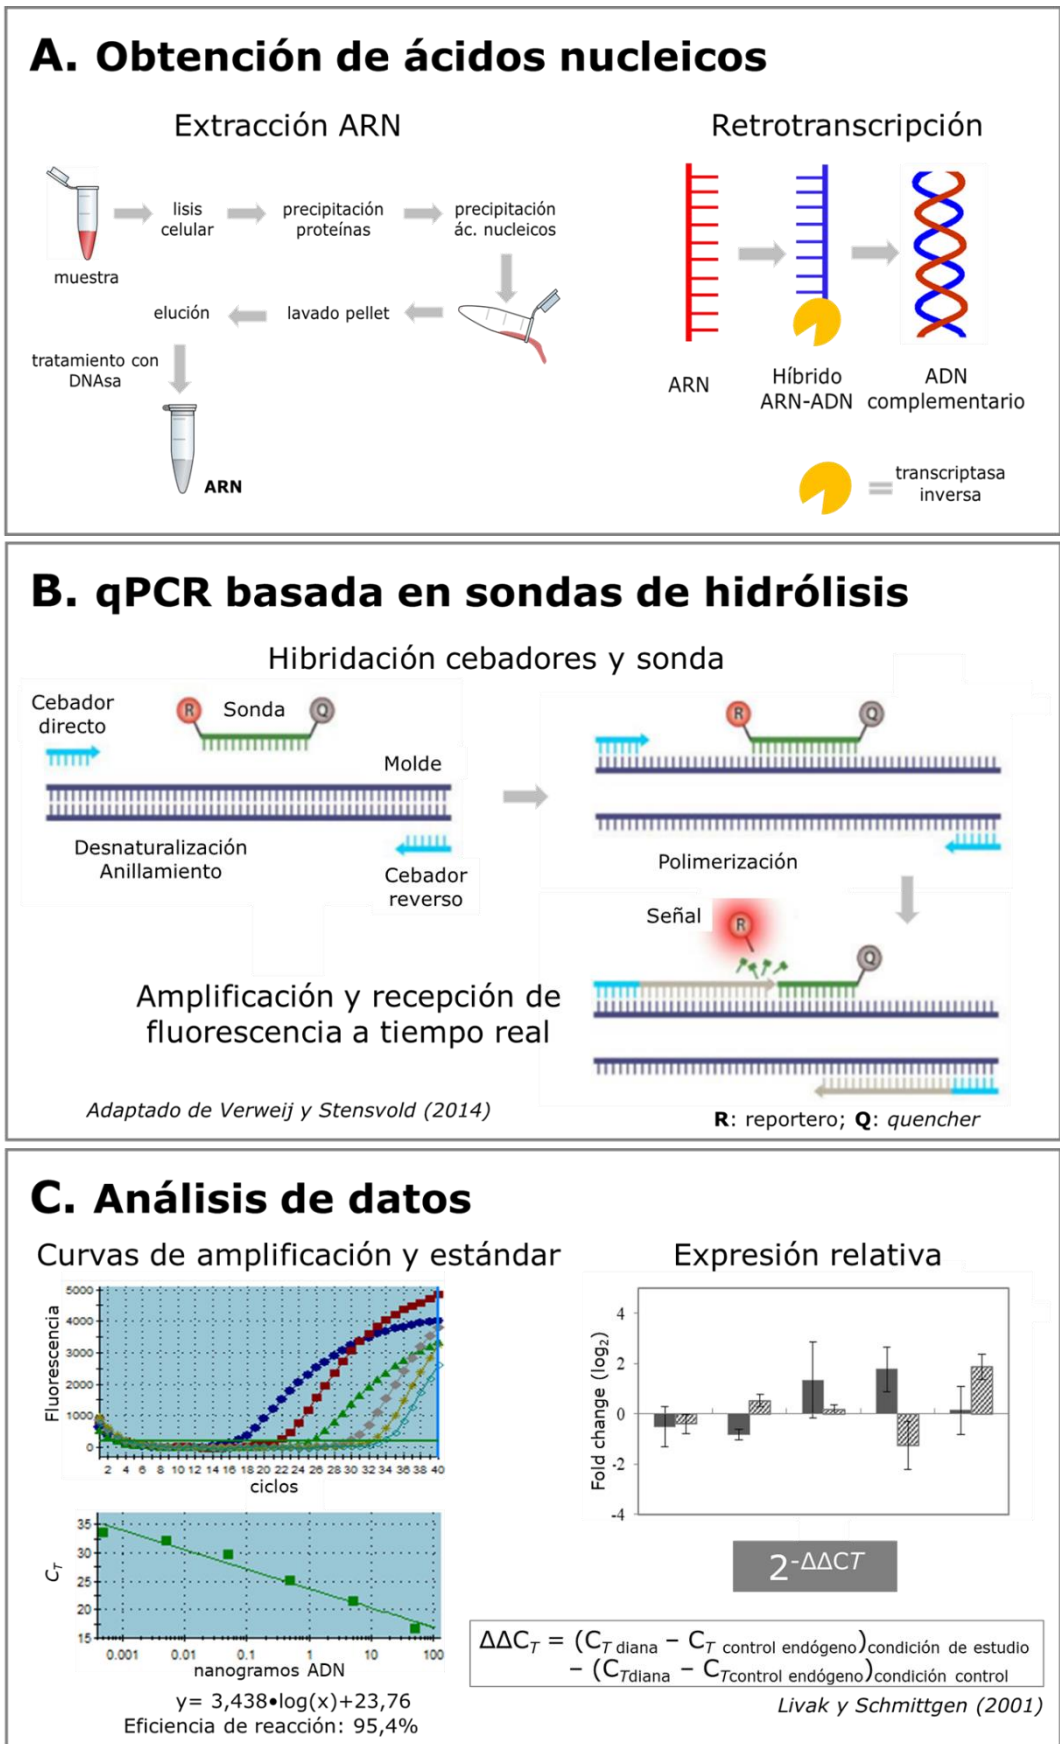 A. Obtención de ácidos nucleicos
Extracción ARN
muestra
lisis
celular
precipitación
proteínas
precipitación
ác. nucleicos
lavado pellet
elución
tratamiento con
DNAsa
ARN
Retrotranscripción
ARN
Híbrido
ARN-ADN
ADN
complementario
=
transcriptasa
inversa
B. qPCR basada en sondas de hidrólisis
Hibridación cebadores y sonda
Cebador
directo
R
Sonda
Q
Molde
Desnaturalización
Anillamiento
Cebador
reverso
R
Q
Polimerización
Señal
R
Q
Amplificación y recepción de
fluorescencia a tiempo real
Adaptado de Verweij y Stensvold (2014)
R: reportero; Q: quencher
C. Análisis de datos
Curvas de amplificación y estándar
Fluorescencia
5000
4000
3000
2000
1000
0
2 4 6 8 10 12 14 16 18 20 22 24 26 28 30 32 34 36 38 40
ciclos
C_T
35
30
25
20
15
0.001 0.01 0.1 1 10 100
nanogramos ADN
y= 3,438•log(x)+23,76
Eficiencia de reacción: 95,4%
Expresión relativa
Fold change (log₂)
4
2
0
-2
-4
2^-ΔΔCT
ΔΔC_T = (C_T diana – C_T control endógeno)condición de estudio
– (C_Tdiana – C_Tcontrol endógeno)condición control
Livak y Schmittgen (2001)